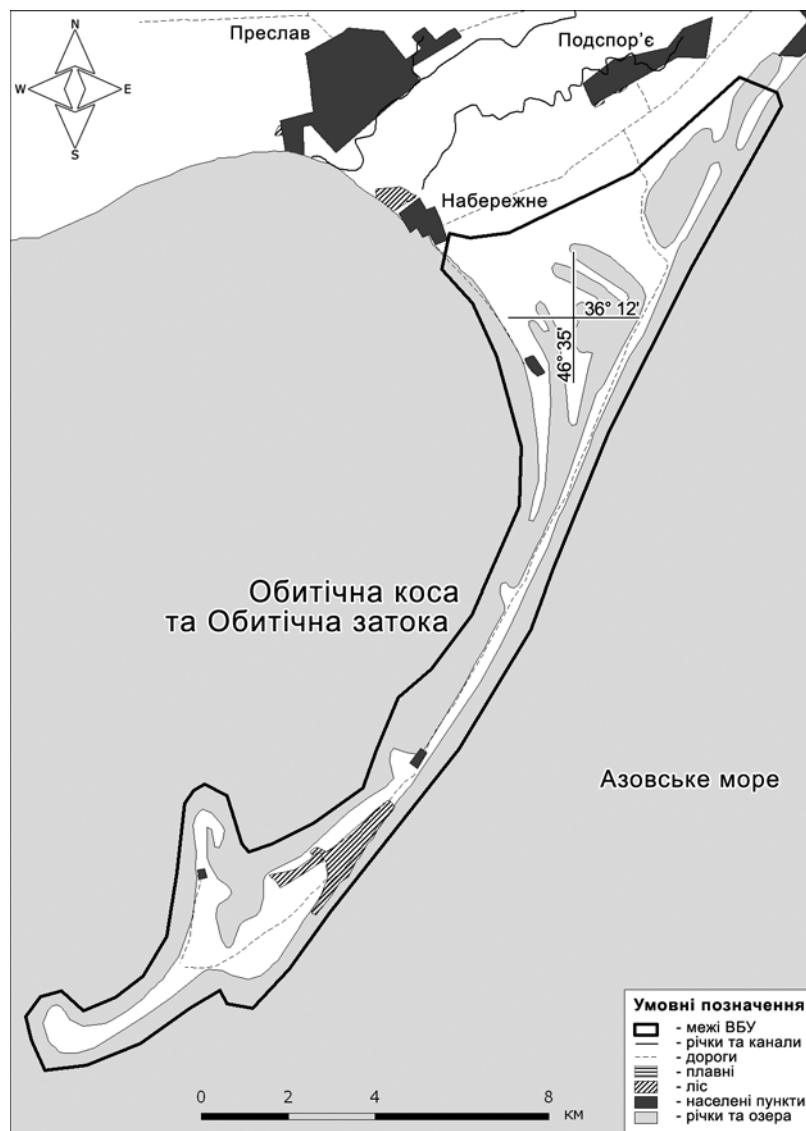 Преслав
Подспор’є
N
W
E
S
Набережне
36° 12'
46° 35'
Обитічна коса
та Обитічна затока
Азовське море
Умовні позначення
- межі ВБУ
- річки та канали
- дороги
- плавні
- ліс
- населені пункти
- річки та озера
0 2 4 8
км